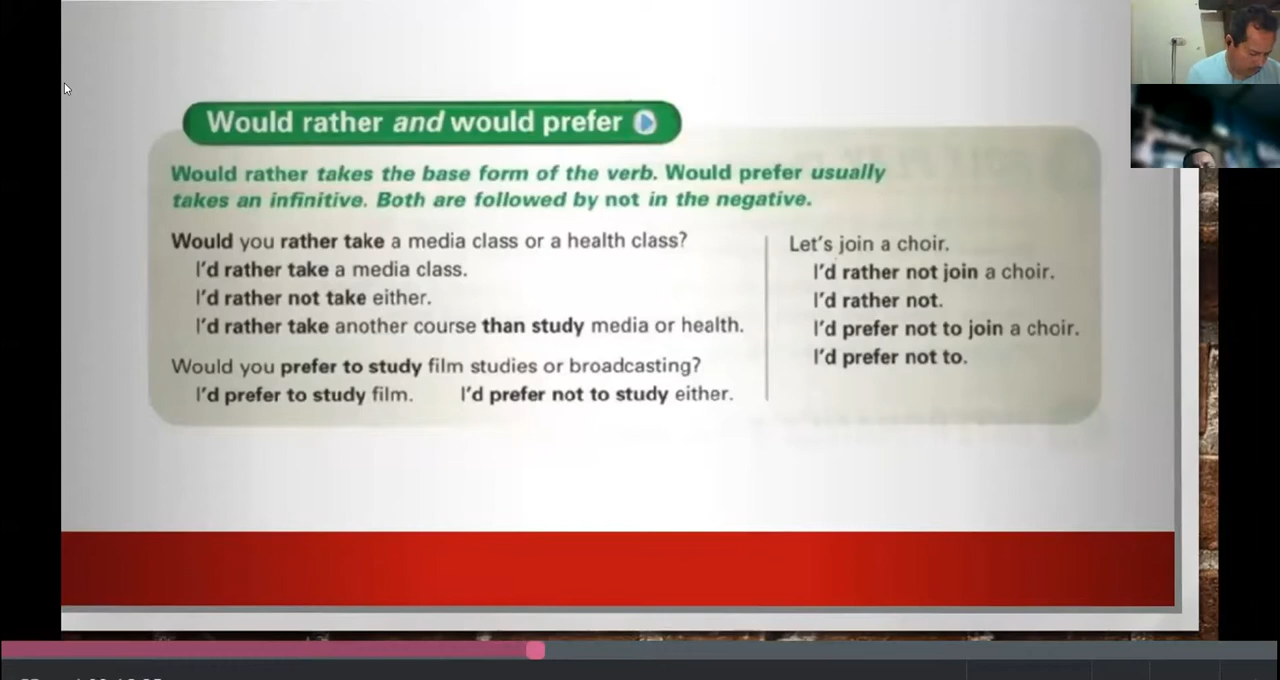 Would rather and would prefer
Would rather takes the base form of the verb. Would prefer usually
takes an infinitive. Both are followed by not in the negative.
Would you rather take a media class or a health class?
I'd rather take a media class.
I'd rather not take either.
I'd rather take another course than study media or health.
Would you prefer to study film studies or broadcasting?
I'd prefer to study film. I'd prefer not to study either.
Let's join a choir.
I'd rather not join a choir.
I'd rather not.
I'd prefer not to join a choir.
I'd prefer not to.